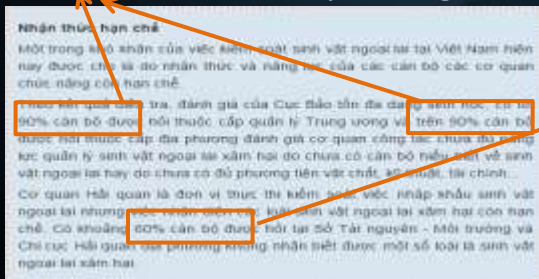 Nhận thức hạn chế
Một trong khó khăn của việc kiểm soát sinh vật ngoại lai tại Việt Nam hiện
nay được cho là do nhận thức và năng lực của các cán bộ các cơ quan
chức năng còn hạn chế.
Theo kết quả điều tra, đánh giá của Cục Bảo tồn đa dạng sinh học, có tới
90% cán bộ được hỏi thuộc cấp quản lý Trung ương và trên 90% cán bộ
được hỏi thuộc cấp địa phương đánh giá cơ quan công tác chưa đủ năng
lực quản lý sinh vật ngoại lai xâm hại do chưa có cán bộ hiểu biết về sinh
vật ngoại lai hay do chưa có đủ phương tiện vật chất, kỹ thuật, tài chính...
Cơ quan Hải quan là đơn vị thực thi kiểm soát việc nhập khẩu sinh vật
ngoại lai nhưng việc nhận diện các loài sinh vật ngoại lai xâm hại còn hạn
chế. Có khoảng 60% cán bộ được hỏi tại Sở Tài nguyên - Môi trường và
Chi cục Hải quan địa phương không nhận biết được một số loài là sinh vật
ngoại lai xâm hại.